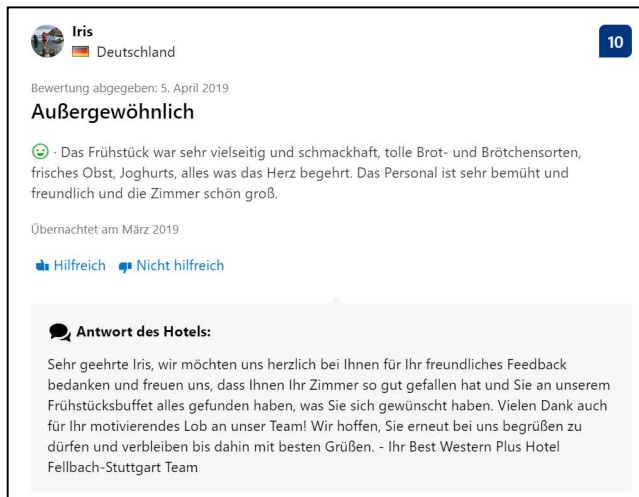 Iris
Deutschland
10
Bewertung abgegeben: 5. April 2019
Außergewöhnlich
· Das Frühstück war sehr vielseitig und schmackhaft, tolle Brot- und Brötchensorten,
frisches Obst, Joghurts, alles was das Herz begehrt. Das Personal ist sehr bemüht und
freundlich und die Zimmer schön groß.
Übernachtet am März 2019
Hilfreich Nicht hilfreich
Antwort des Hotels:
Sehr geehrte Iris, wir möchten uns herzlich bei Ihnen für Ihr freundliches Feedback
bedanken und freuen uns, dass Ihnen Ihr Zimmer so gut gefallen hat und Sie an unserem
Frühstücksbuffet alles gefunden haben, was Sie sich gewünscht haben. Vielen Dank auch
für Ihr motivierendes Lob an unser Team! Wir hoffen, Sie erneut bei uns begrüßen zu
dürfen und verbleiben bis dahin mit besten Grüßen. - Ihr Best Western Plus Hotel
Fellbach-Stuttgart Team